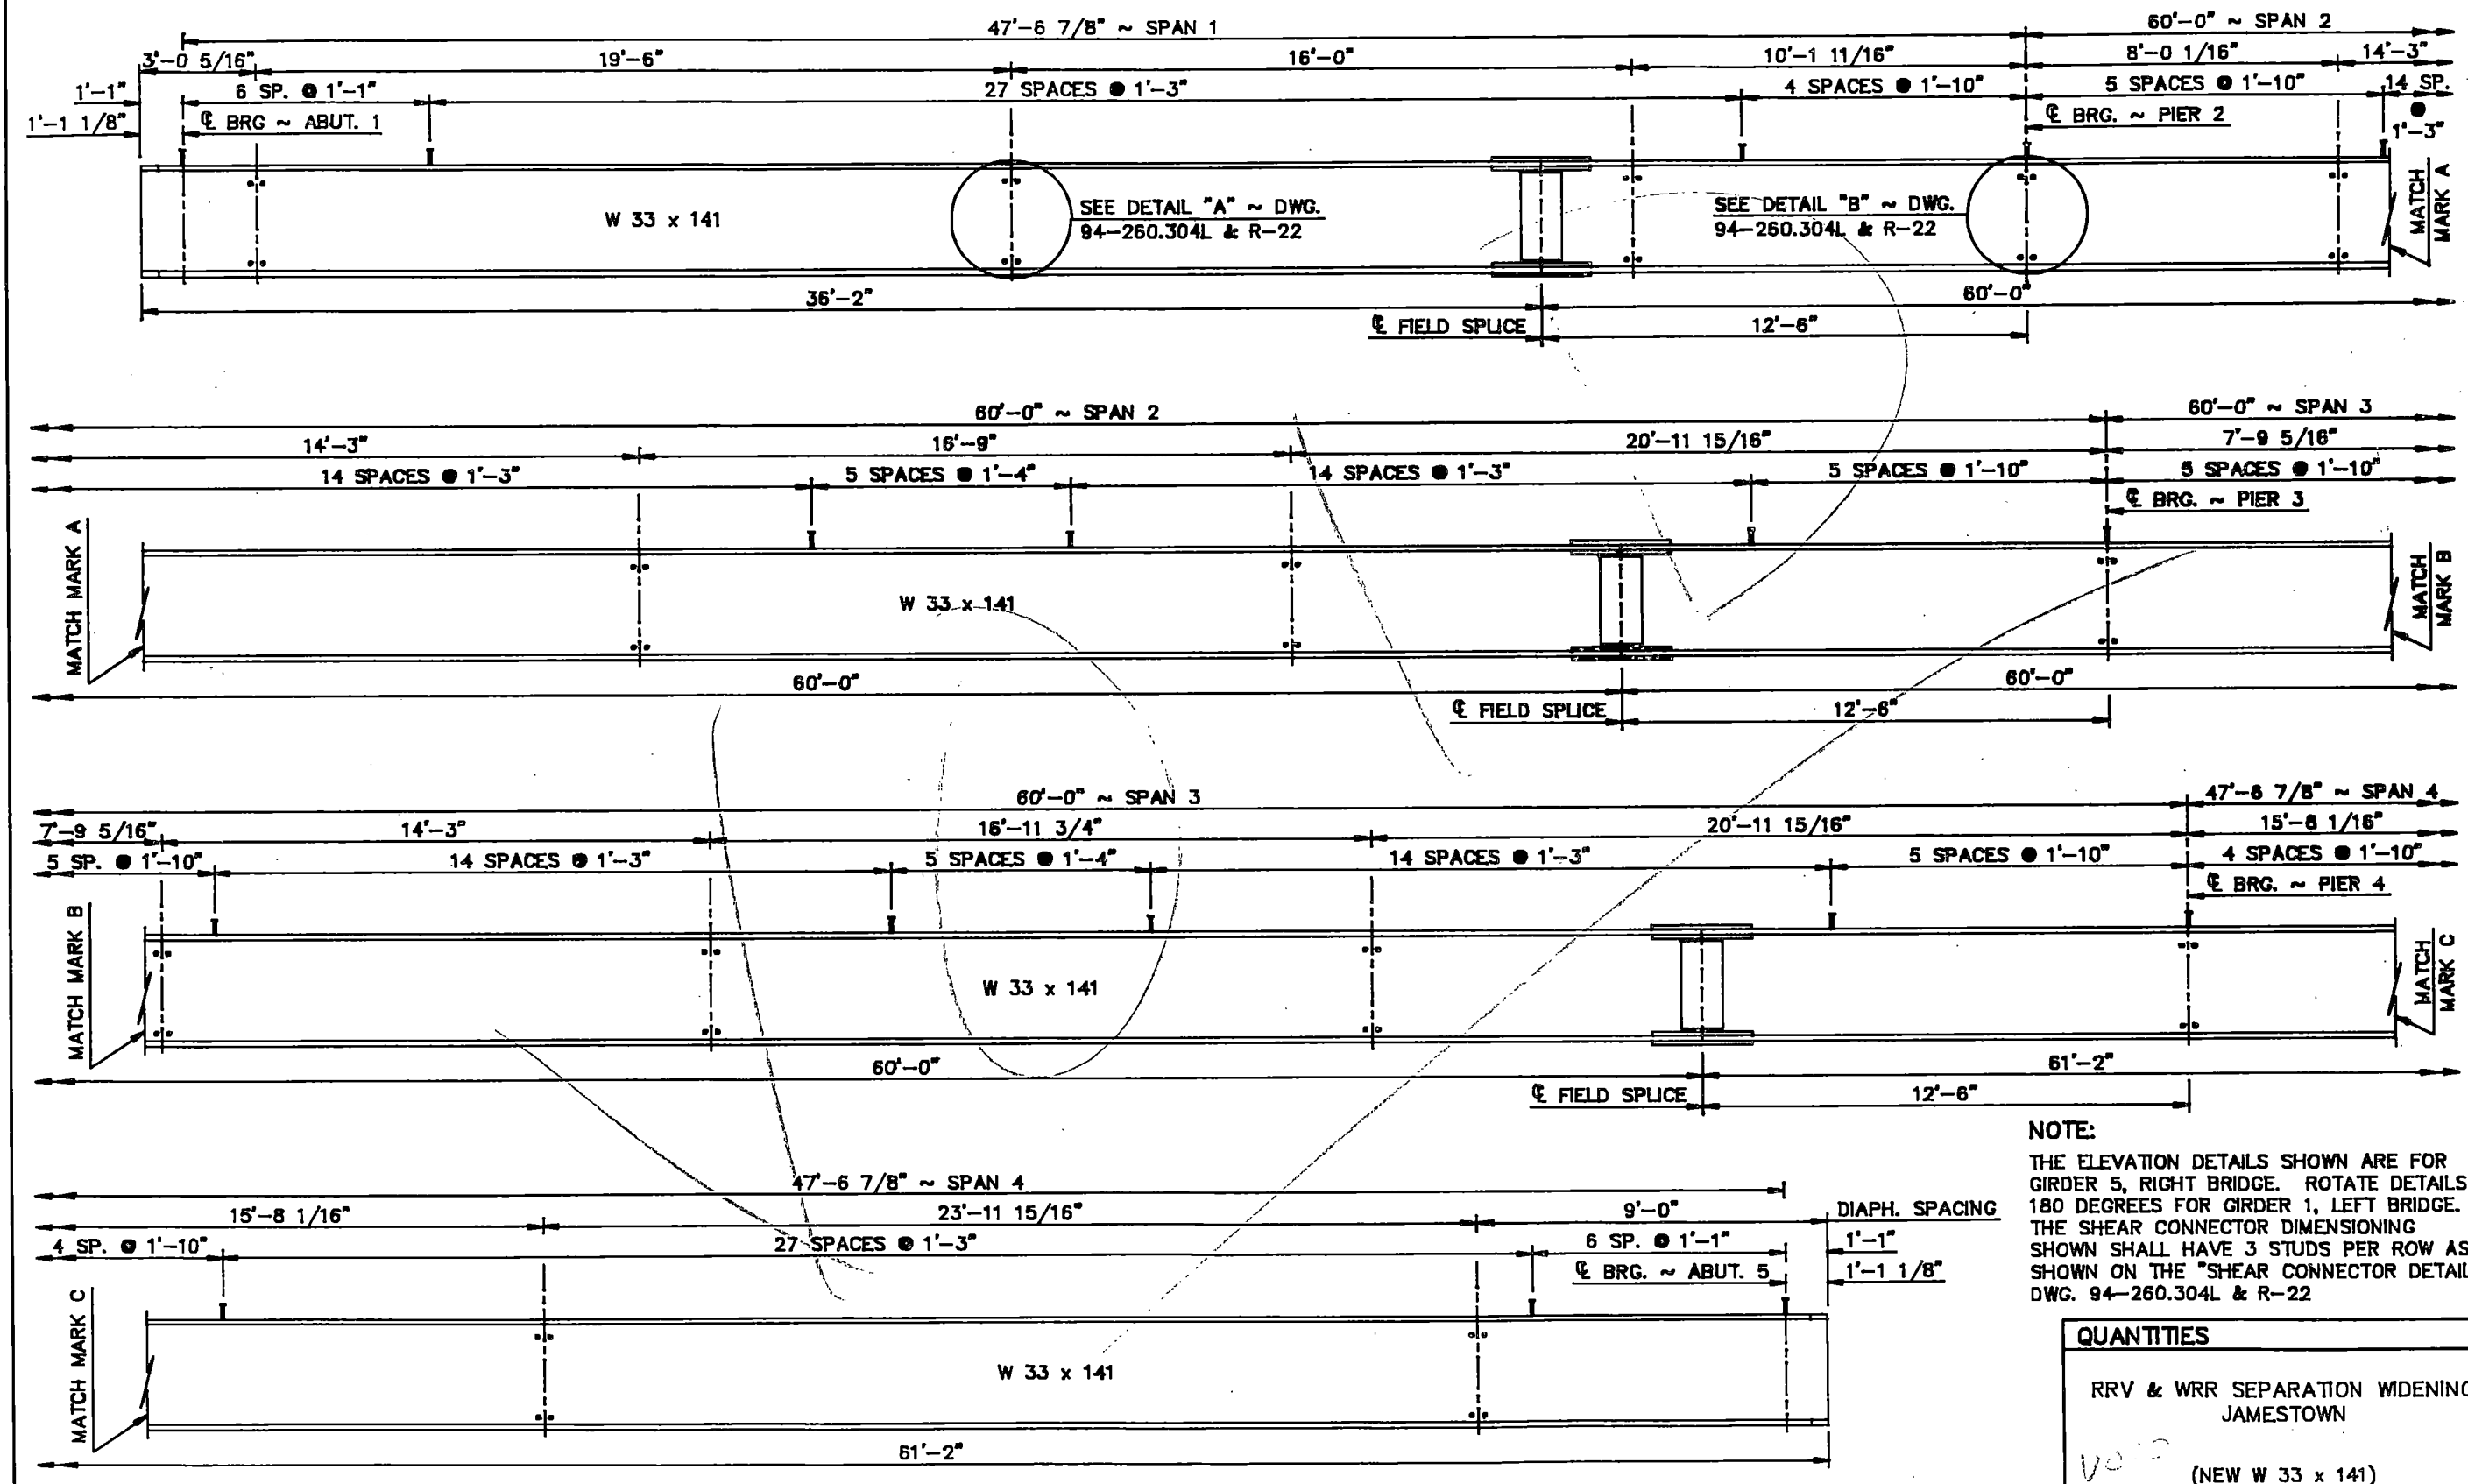 47'-6 7/8" ~ SPAN 1
60'-0" ~ SPAN 2
3'-0 5/16"
19'-6"
16'-0"
10'-1 11/16"
8'-0 1/16"
14'-3"
1'-1"
6 SP. @ 1'-1"
27 SPACES @ 1'-3"
4 SPACES @ 1'-10"
5 SPACES @ 1'-10"
14 SP. @ 1'-3"
1'-1 1/8"
℄ BRG ~ ABUT. 1
℄ BRG. ~ PIER 2
W 33 x 141
SEE DETAIL "A" ~ DWG.
94-260.304L & R-22
SEE DETAIL "B" ~ DWG.
94-260.304L & R-22
MATCH
MARK A
36'-2"
60'-0"
℄ FIELD SPLICE
12'-6"
60'-0" ~ SPAN 2
60'-0" ~ SPAN 3
14'-3"
16'-9"
20'-11 15/16"
7'-9 5/16"
14 SPACES @ 1'-3"
5 SPACES @ 1'-4"
14 SPACES @ 1'-3"
5 SPACES @ 1'-10"
5 SPACES @ 1'-10"
℄ BRG. ~ PIER 3
MATCH MARK A
W 33 x 141
MATCH
MARK B
60'-0"
60'-0"
℄ FIELD SPLICE
12'-6"
60'-0" ~ SPAN 3
47'-6 7/8" ~ SPAN 4
7'-9 5/16"
14'-3"
16'-11 3/4"
20'-11 15/16"
15'-8 1/16"
5 SP. @ 1'-10"
14 SPACES @ 1'-3"
5 SPACES @ 1'-4"
14 SPACES @ 1'-3"
5 SPACES @ 1'-10"
4 SPACES @ 1'-10"
℄ BRG. ~ PIER 4
MATCH MARK B
W 33 x 141
MATCH
MARK C
60'-0"
61'-2"
℄ FIELD SPLICE
12'-6"
47'-6 7/8" ~ SPAN 4
15'-8 1/16"
23'-11 15/16"
9'-0"
DIAPH. SPACING
4 SP. @ 1'-10"
27 SPACES @ 1'-3"
6 SP. @ 1'-1"
1'-1"
℄ BRG. ~ ABUT. 5
1'-1 1/8"
MATCH MARK C
W 33 x 141
61'-2"
NOTE:
THE ELEVATION DETAILS SHOWN ARE FOR
GIRDER 5, RIGHT BRIDGE. ROTATE DETAILS
180 DEGREES FOR GIRDER 1, LEFT BRIDGE.
THE SHEAR CONNECTOR DIMENSIONING
SHOWN SHALL HAVE 3 STUDS PER ROW AS
SHOWN ON THE "SHEAR CONNECTOR DETAIL
DWG. 94-260.304L & R-22
QUANTITIES
RRV & WRR SEPARATION WIDENING
JAMESTOWN
VOID
(NEW W 33 x 141)